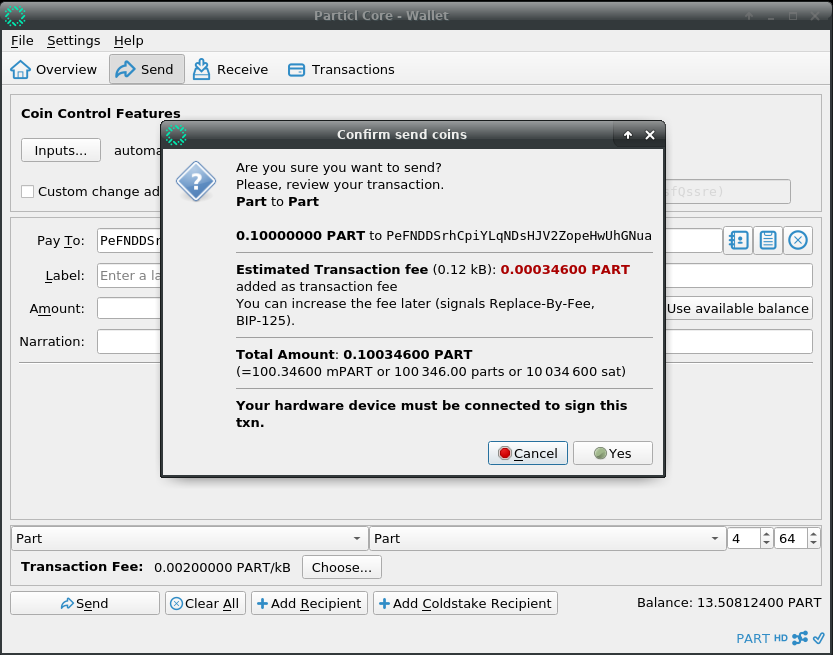 Particl Core - Wallet
File Settings Help
Overview Send Receive Transactions
Coin Control Features
Inputs... automa
Custom change ad
sfQssre)
Confirm send coins
Are you sure you want to send?
Please, review your transaction.
Part to Part
0.10000000 PART to PeFNDDSrhCpiYLqNDsHJV2ZopeHwUhGNua
Estimated Transaction fee (0.12 kB): 0.00034600 PART
added as transaction fee
You can increase the fee later (signals Replace-By-Fee,
BIP-125).
Total Amount: 0.10034600 PART
(=100.34600 mPART or 100 346.00 parts or 10 034 600 sat)
Your hardware device must be connected to sign this
txn.
Cancel Yes
Pay To: PeFNDDSr
Label: Enter a la
Amount: Use available balance
Narration:
Part Part 4 64
Transaction Fee: 0.00200000 PART/kB Choose...
Send Clear All Add Recipient Add Coldstake Recipient Balance: 13.50812400 PART
PART HD